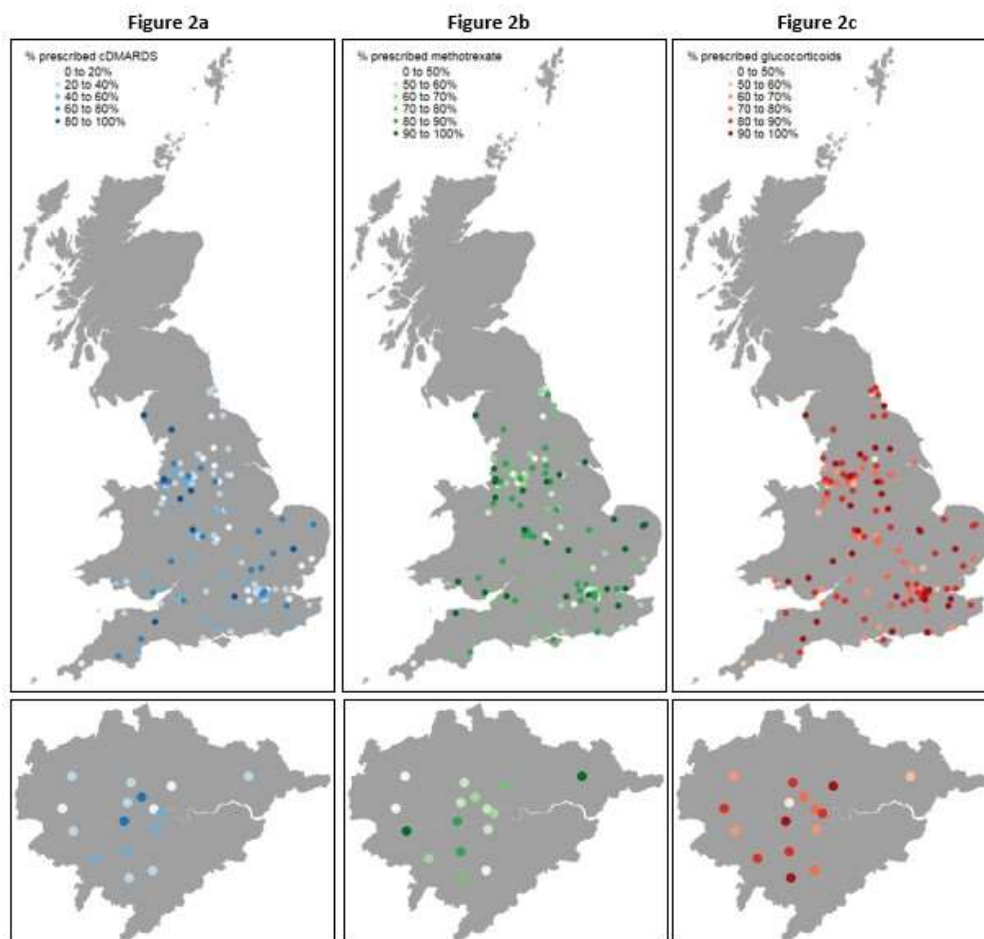 Figure 2a
Figure 2b
Figure 2c
% prescribed cDMARDS
0 to 20%
20 to 40%
40 to 60%
60 to 80%
80 to 100%
% prescribed methotrexate
0 to 50%
50 to 60%
60 to 70%
70 to 80%
80 to 90%
90 to 100%
% prescribed glucocorticoids
0 to 50%
50 to 60%
60 to 70%
70 to 80%
80 to 90%
90 to 100%